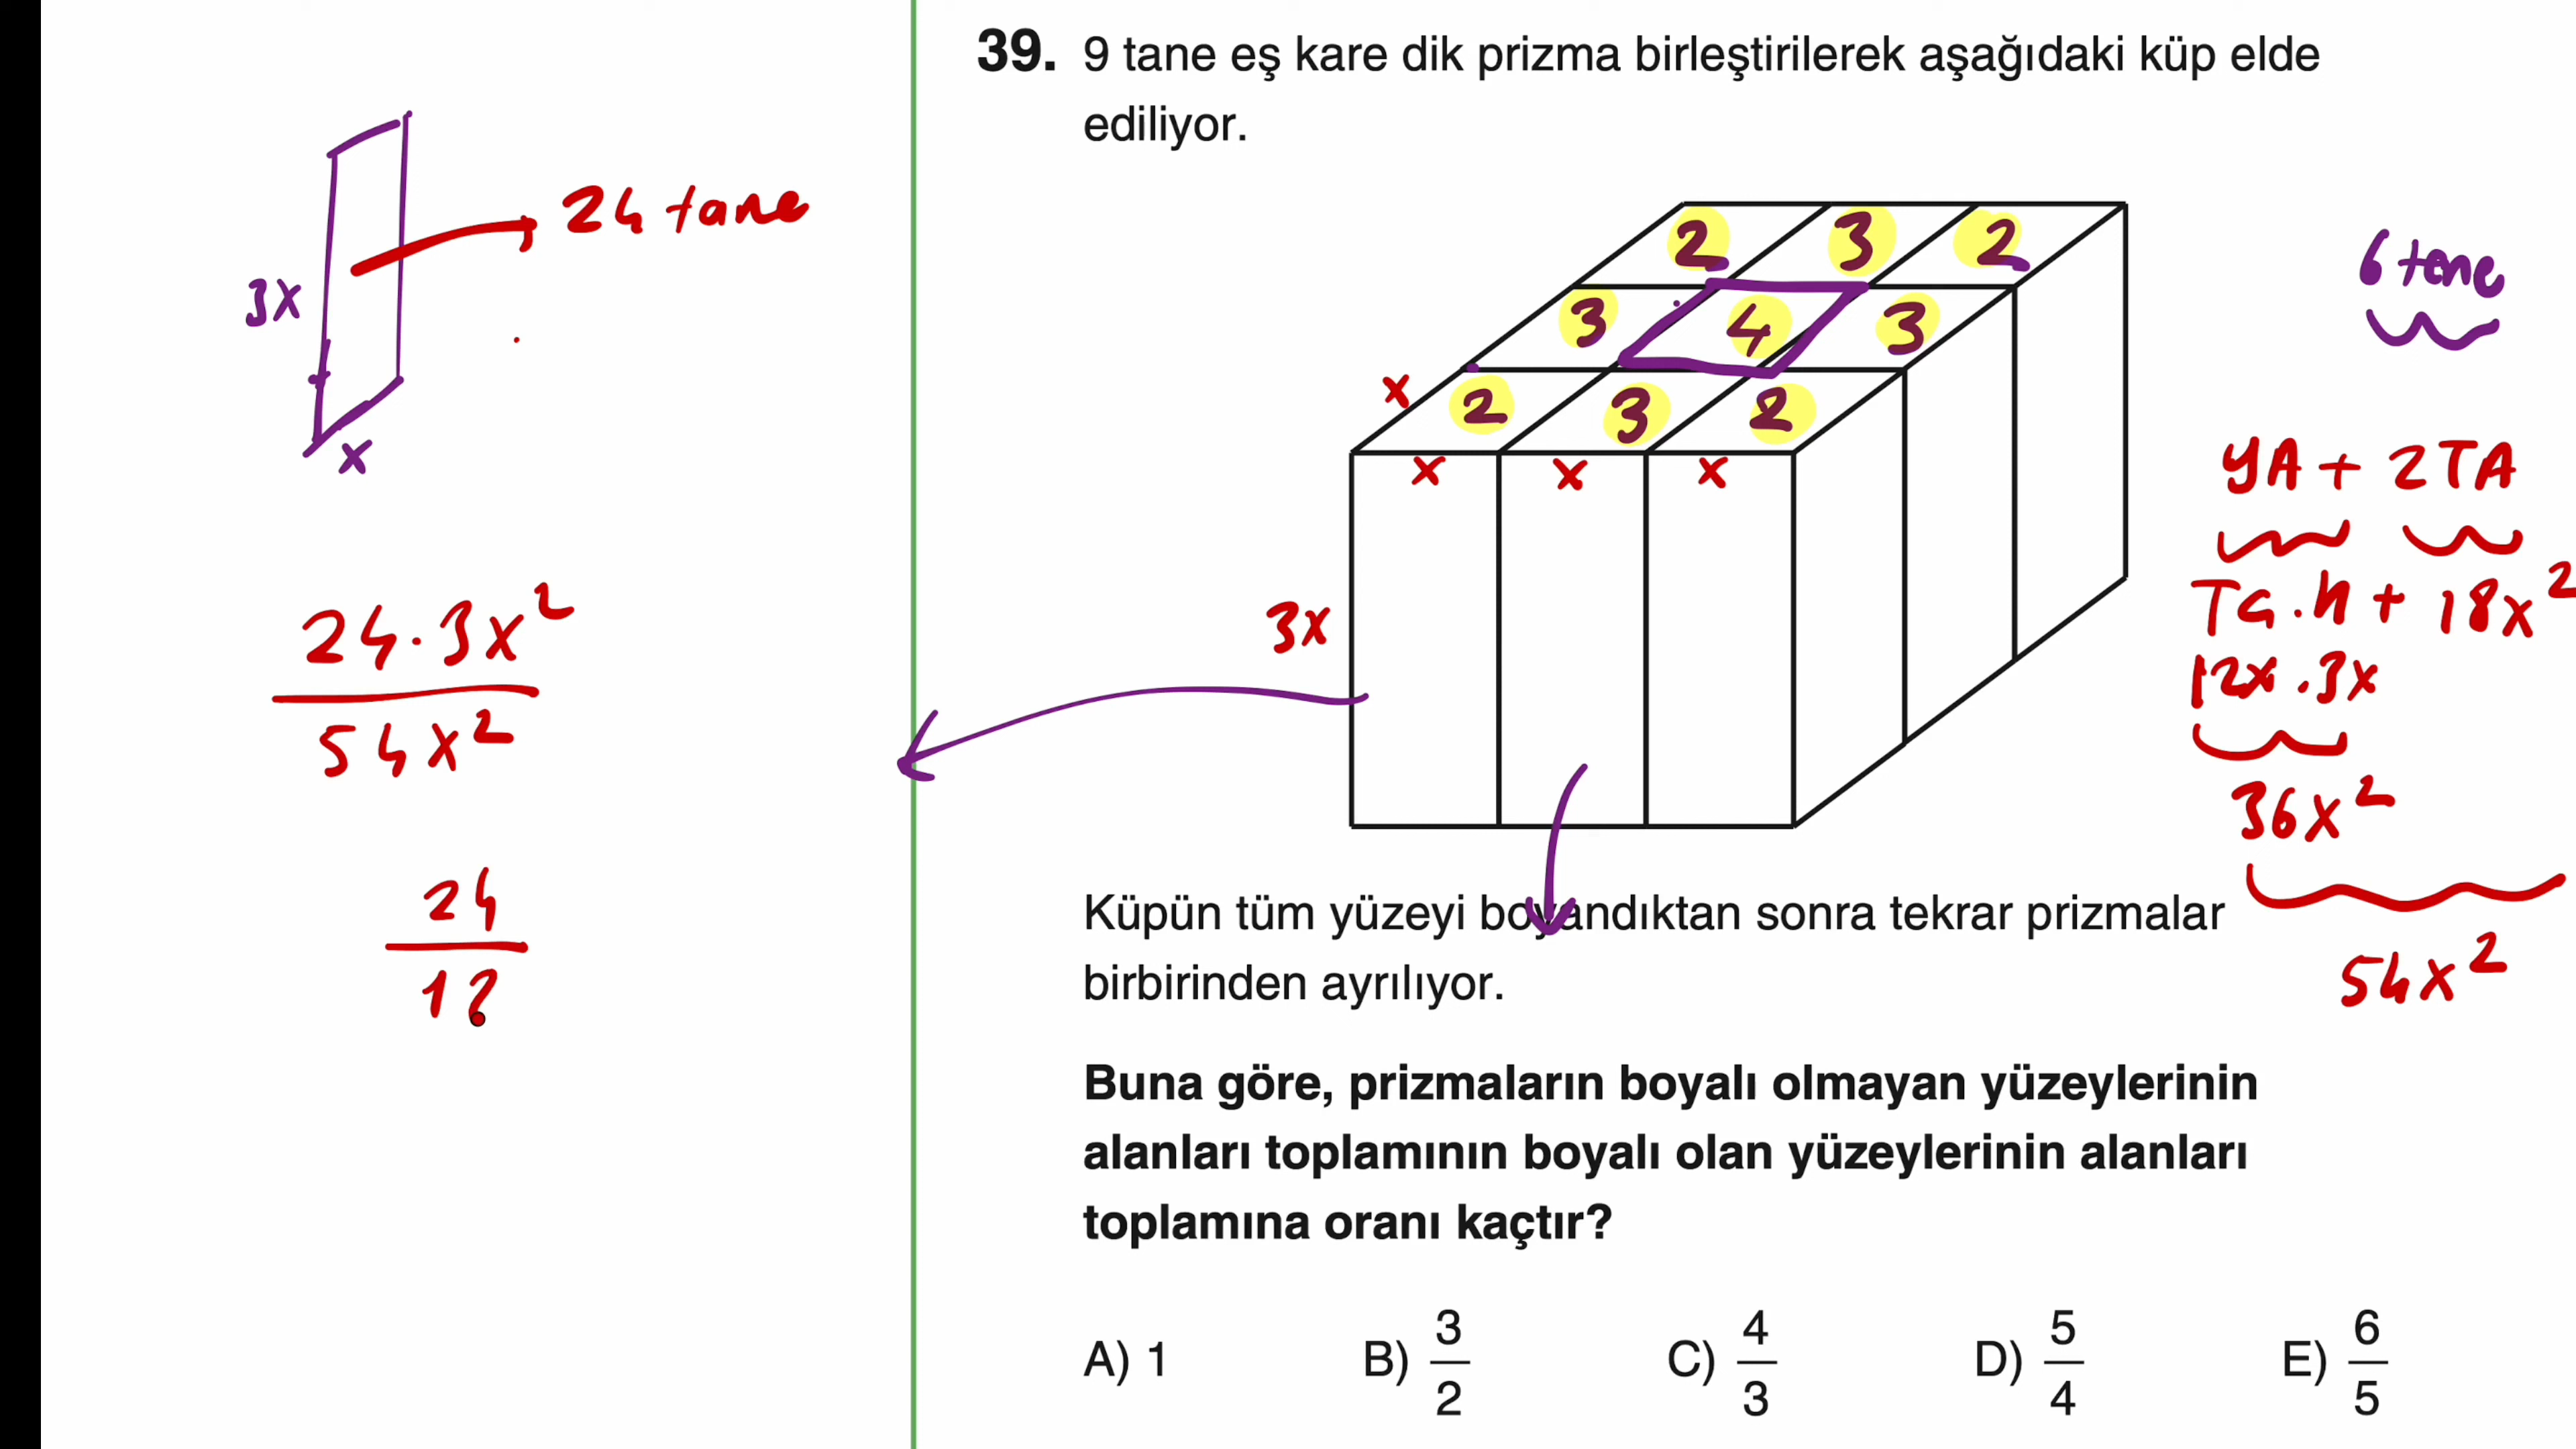 39. 9 tane eş kare dik prizma birleştirilerek aşağıdaki küp elde
ediliyor.
2 3 2
3 4 3
2 3 2
x
x x x
3x
6 tane
YA + 2TA
Ta.h + 18x²
12x.3x
36x²
54x²
24 tane
3x
x
24.3x²
54x²
24
18
Küpün tüm yüzeyi boyandıktan sonra tekrar prizmalar
birbirinden ayrılıyor.
Buna göre, prizmaların boyalı olmayan yüzeylerinin
alanları toplamının boyalı olan yüzeylerinin alanları
toplamına oranı kaçtır?
A) 1 B) 3/2 C) 4/3 D) 5/4 E) 6/5